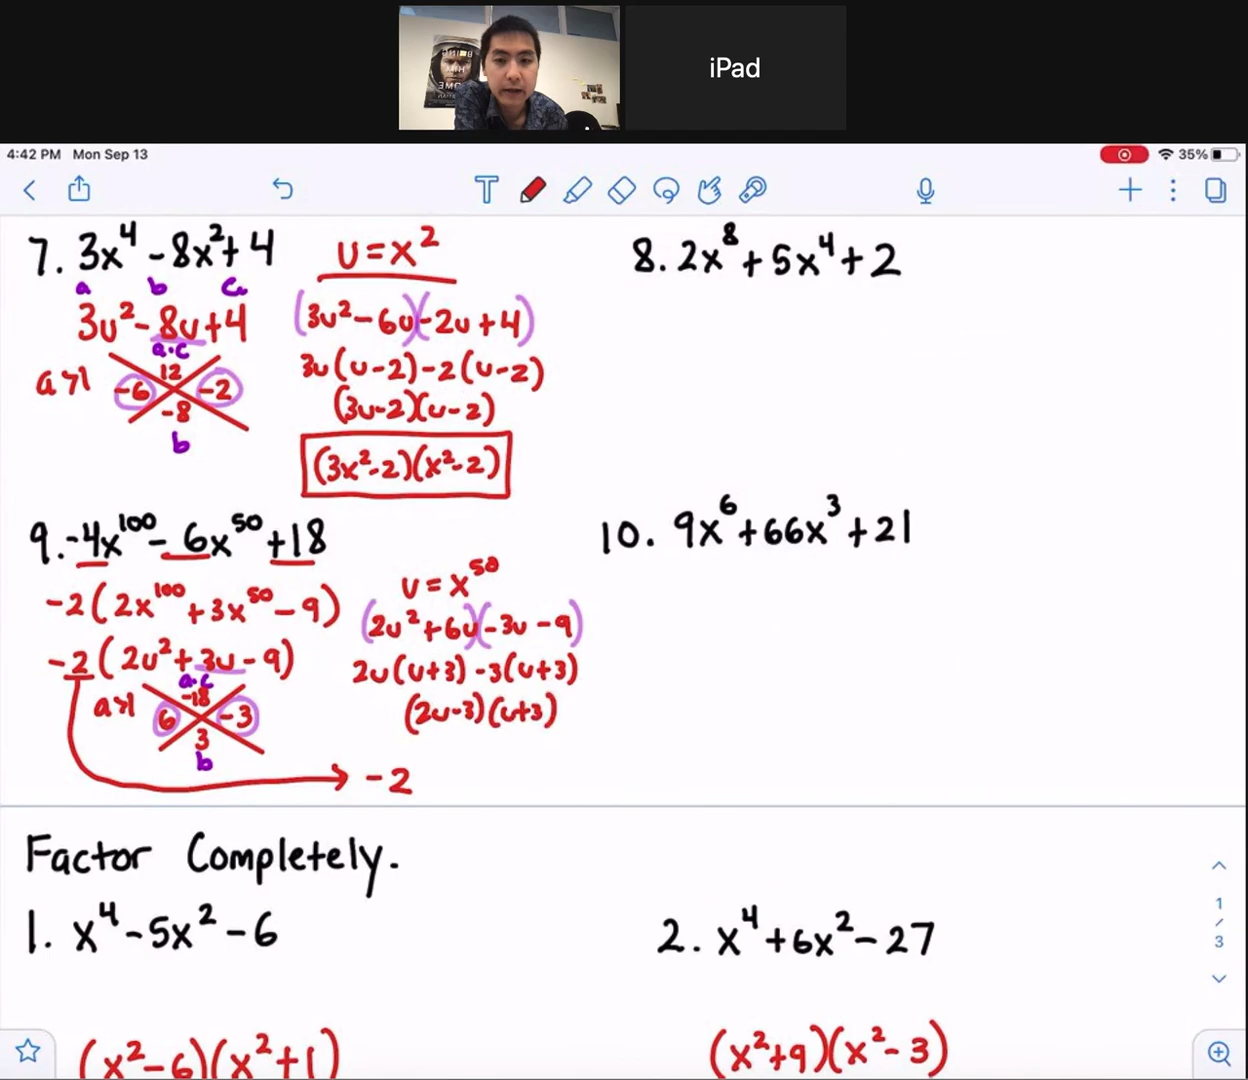 iPad
4:42 PM Mon Sep 13
35%
7. 3x⁴ - 8x² + 4
a b c
3u² - 8u + 4
a·c
12
a>1
-6 -2
-8
b
u = x²
(3u² - 6u)(-2u + 4)
3u(u-2) -2(u-2)
(3u-2)(u-2)
(3x²-2)(x²-2)
8. 2x⁸ + 5x⁴ + 2
9. -4x¹⁰⁰ - 6x⁵⁰ + 18
-2(2x¹⁰⁰ + 3x⁵⁰ - 9)
-2(2u² + 3u - 9)
a·c
-18
a>1
6 -3
3
b
u = x⁵⁰
(2u² + 6u)(-3u - 9)
2u(u+3) -3(u+3)
(2u-3)(u+3)
-2
10. 9x⁶ + 66x³ + 21
Factor Completely.
1. x⁴ - 5x² - 6
(x²-6)(x²+1)
2. x⁴ + 6x² - 27
(x²+9)(x²-3)
1
/
3